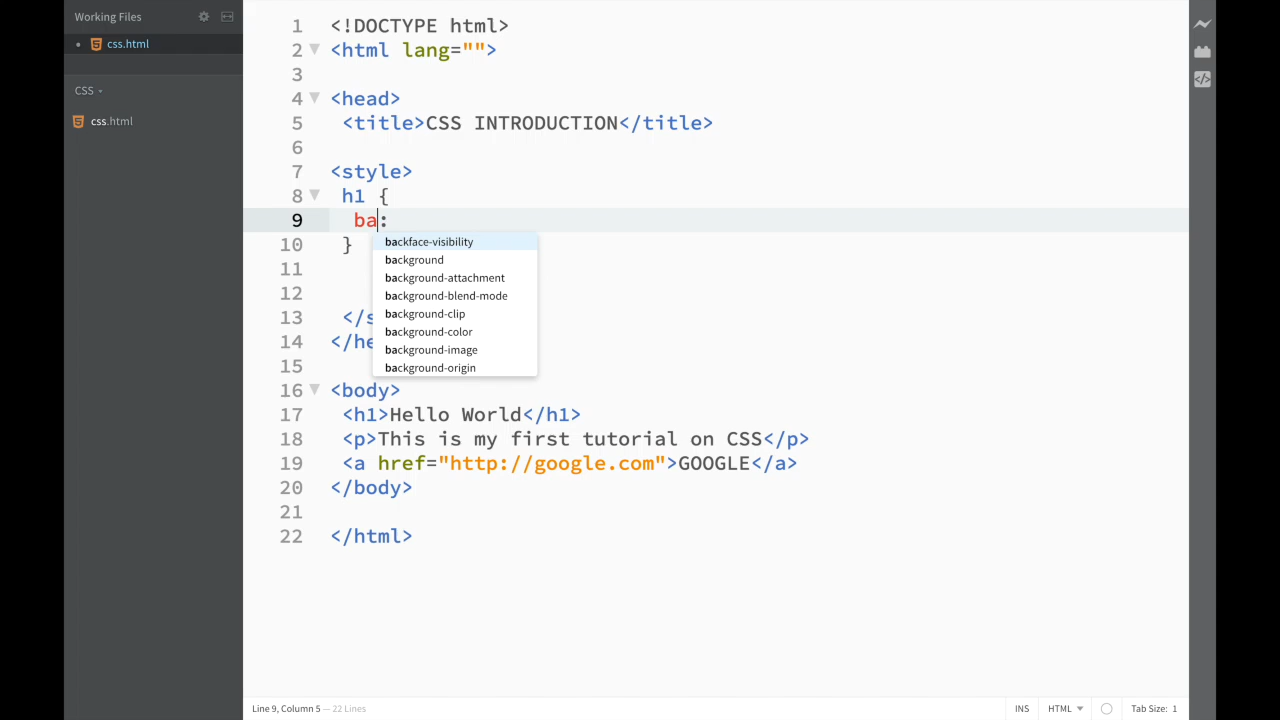 Working Files
css.html
CSS
css.html
1 <!DOCTYPE html>
2 <html lang="">
3
4 <head>
5 <title>CSS INTRODUCTION</title>
6
7 <style>
8 h1 {
9 ba:
backface-visibility
10 }
background
11
background-attachment
12
background-blend-mode
13 </s
background-clip
background-color
14 </he
background-image
15
background-origin
16 <body>
17 <h1>Hello World</h1>
18 <p>This is my first tutorial on CSS</p>
19 <a href="http://google.com">GOOGLE</a>
20 </body>
21
22 </html>
Line 9, Column 5 — 22 Lines
INS HTML Tab Size: 1